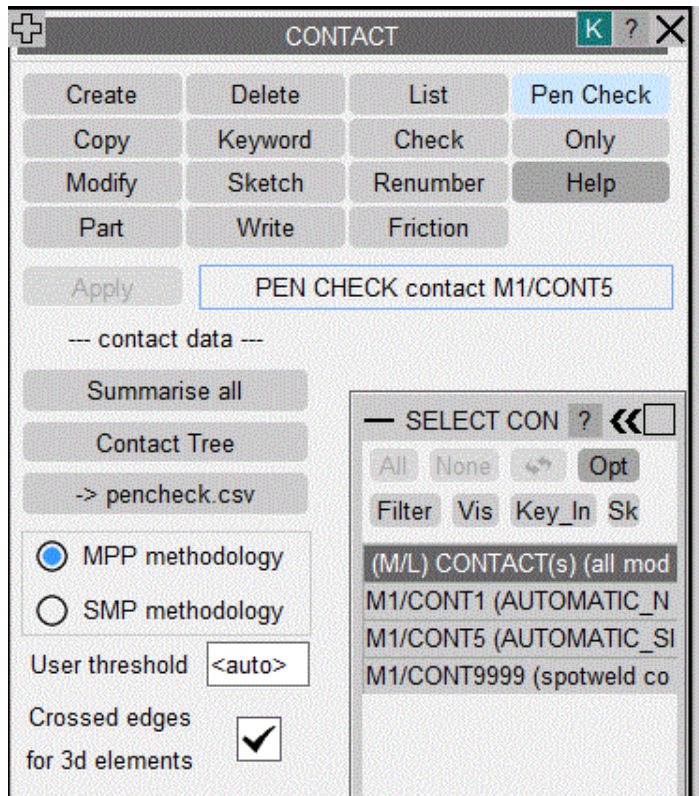 CONTACT K ?
Create Delete List Pen Check
Copy Keyword Check Only
Modify Sketch Renumber Help
Part Write Friction
Apply PEN CHECK contact M1/CONT5
--- contact data ---
Summarise all
Contact Tree
-> pencheck.csv
MPP methodology
SMP methodology
User threshold <auto>
Crossed edges
for 3d elements
SELECT CON ?
All None Opt
Filter Vis Key_In Sk
(M/L) CONTACT(s) (all mod
M1/CONT1 (AUTOMATIC_N
M1/CONT5 (AUTOMATIC_SI
M1/CONT9999 (spotweld co